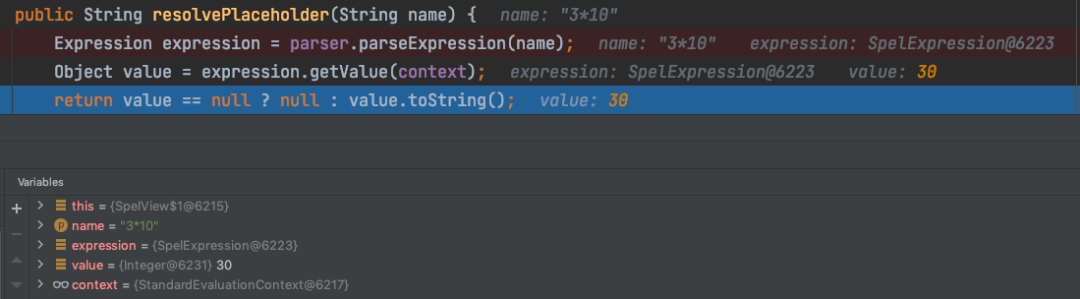 public String resolvePlaceholder(String name) { name: "3*10"
Expression expression = parser.parseExpression(name); name: "3*10" expression: SpelExpression@6223
Object value = expression.getValue(context); expression: SpelExpression@6223 value: 30
return value == null ? null : value.toString(); value: 30
Variables
this = {SpelView$1@6215}
p name = "3*10"
expression = {SpelExpression@6223}
value = {Integer@6231} 30
context = {StandardEvaluationContext@6217}